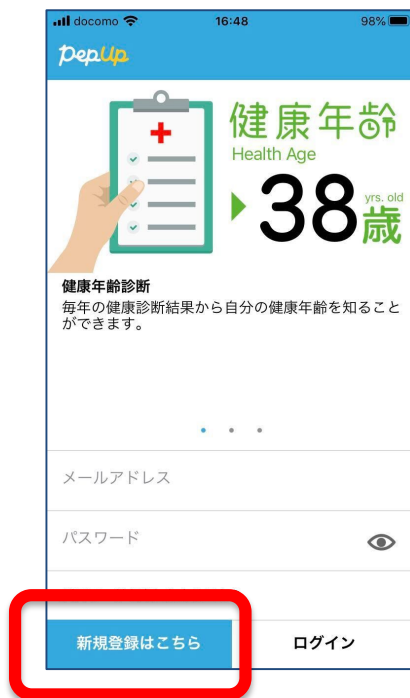 docomo 16:48 98%
PepUp
健康年齢
Health Age
38 yrs. old 歳
健康年齢診断
毎年の健康診断結果から自分の健康年齢を知ること
ができます。
メールアドレス
パスワード
新規登録はこちら ログイン